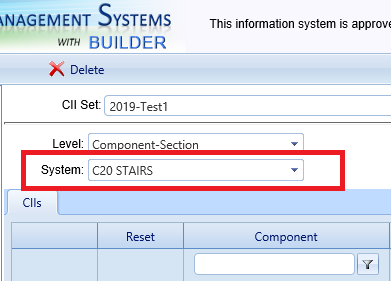 ANAGEMENT SYSTEMS
WITH BUILDER
This information system is approve
Delete
CII Set: 2019-Test1
Level: Component-Section
System: C20 STAIRS
CIIs
Reset Component